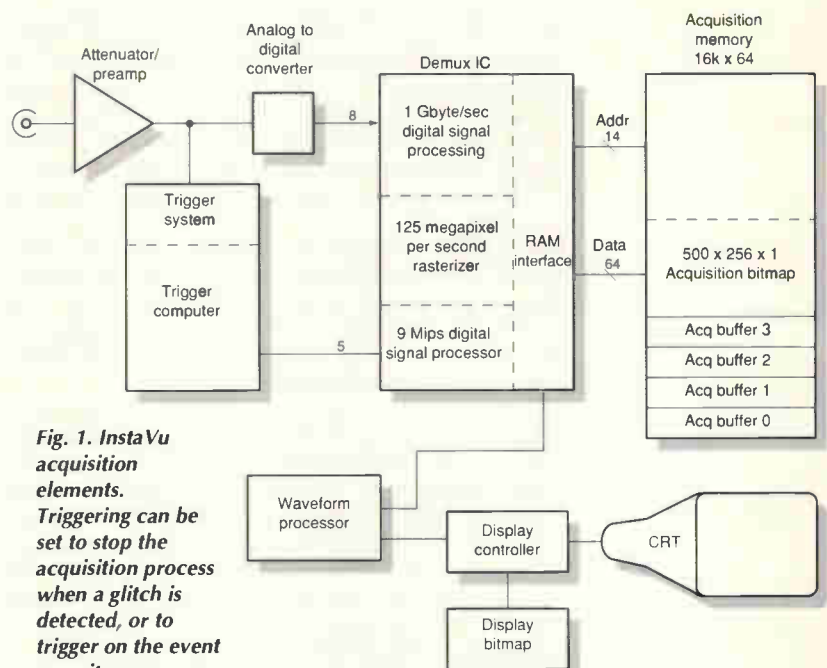 Attenuator/
preamp
Analog to
digital
converter
8
Trigger
system
Trigger
computer
5
Demux IC
1 Gbyte/sec
digital signal
processing
125 megapixel
per second
rasterizer
9 Mips digital
signal processor
RAM
interface
Addr
14
Data
64
Acquisition
memory
16k x 64
500 x 256 x 1
Acquisition bitmap
Acq buffer 3
Acq buffer 2
Acq buffer 1
Acq buffer 0
Fig. 1. InstaVu
acquisition
elements.
Triggering can be
set to stop the
acquisition process
when a glitch is
detected, or to
trigger on the event
Waveform
processor
Display
controller
CRT
Display
bitmap